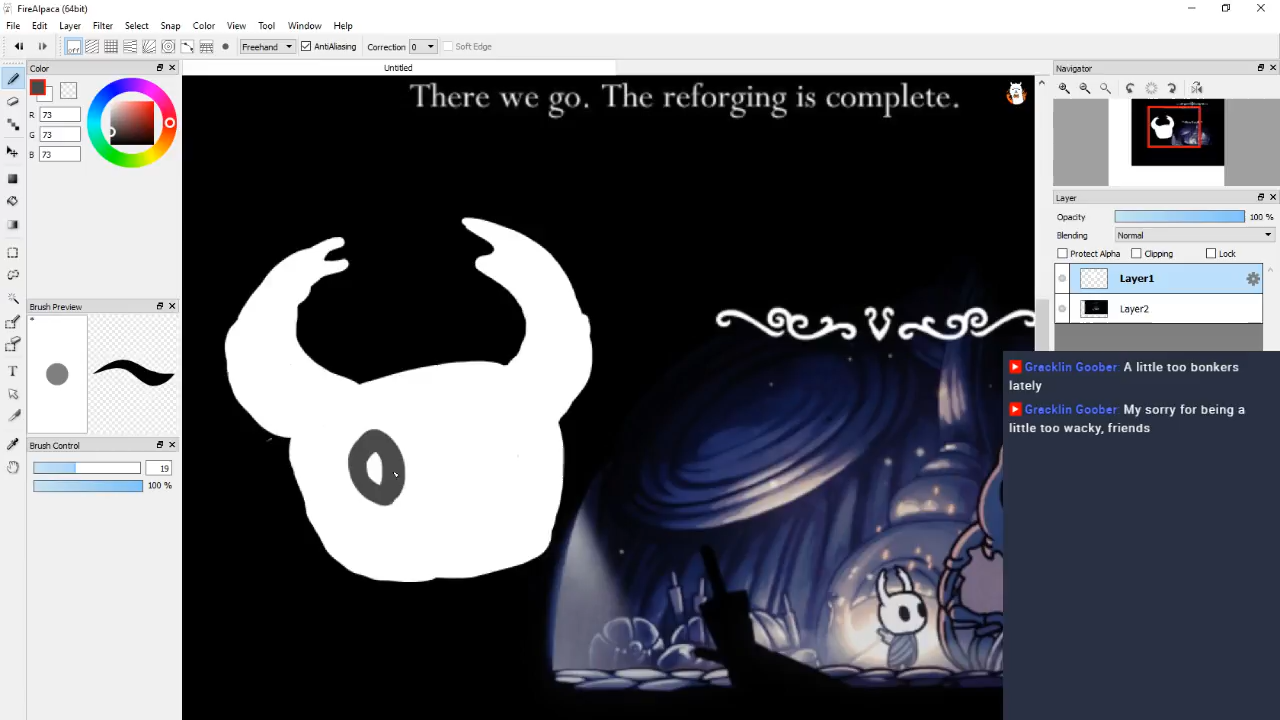 FireAlpaca (64bit)
File Edit Layer Filter Select Snap Color View Tool Window Help
off Freehand AntiAliasing Correction 0 Soft Edge
Color
Untitled
Navigator
R 73
G 73
B 73
There we go. The reforging is complete.
Layer
Opacity 100 %
Blending Normal
Protect Alpha Clipping Lock
Layer1
Layer2
Brush Preview
T
Brush Control
19
100 %
Gracklin Goober: A little too bonkers
lately
Gracklin Goober: My sorry for being a
little too wacky, friends